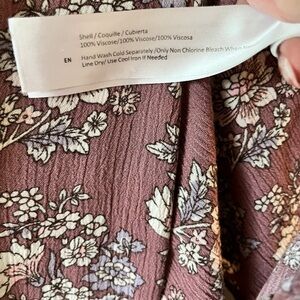 Shell / Coquille / Cubierta
100% Viscose/100% Viscose/100% Viscosa
EN Hand Wash Cold Separately /Only Non Chlorine Bleach When
Line Dry/ Use Cool Iron If Needed